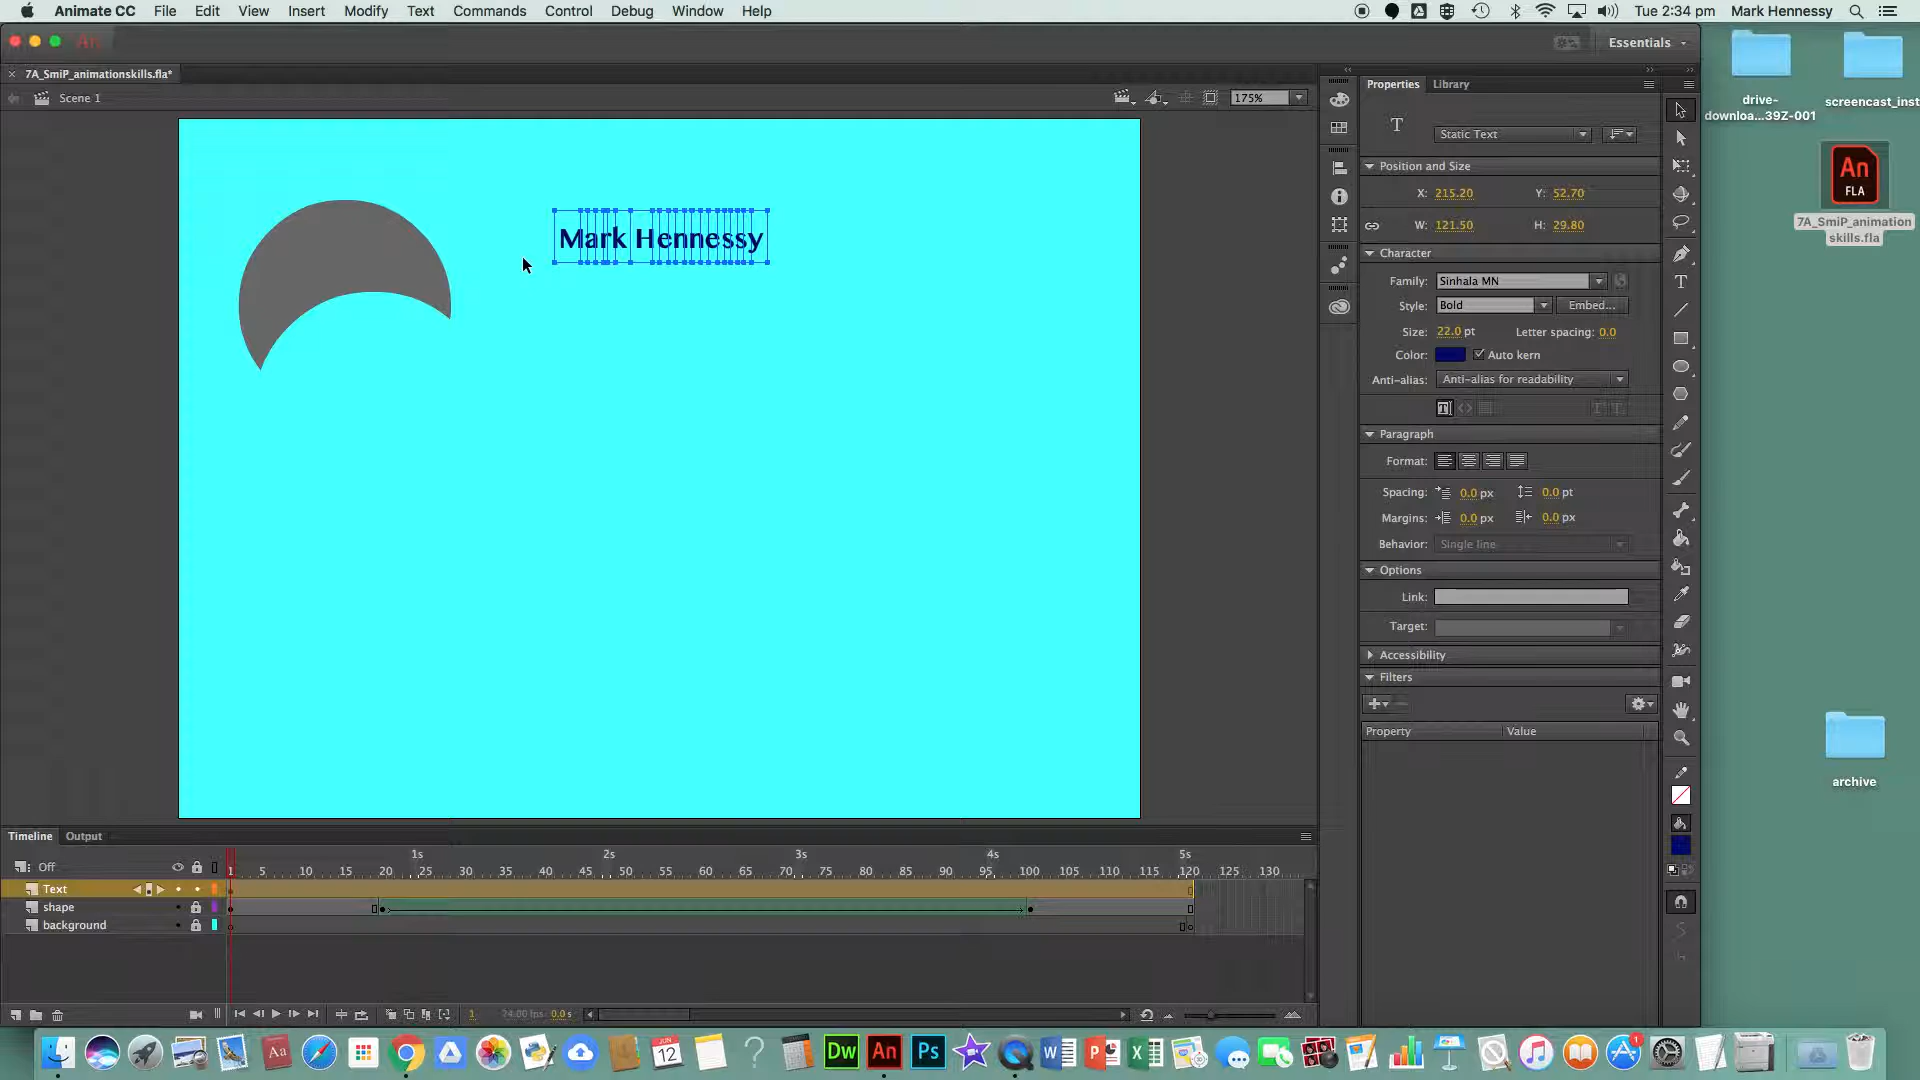 Animate CC File Edit View Insert Modify Text Commands Control Debug Window Help
Tue 2:34 pm Mark Hennessy
An
Essentials
7A_SmiP_animationskills.fla*
Scene 1
175%
Properties Library
T
Static Text
Position and Size
X: 215.20 Y: 52.70
W: 121.50 H: 29.80
Character
Family: Sinhala MN
Style: Bold Embed...
Size: 22.0 pt Letter spacing: 0.0
Color: Auto kern
Anti-alias: Anti-alias for readability
Paragraph
Format:
Spacing: 0.0 px 0.0 pt
Margins: 0.0 px 0.0 px
Behavior: Single line
Options
Link:
Target:
Accessibility
Filters
Property Value
Mark Hennessy
drive-
downloa...39Z-001
screencast_inst
An
FLA
7A_SmiP_animation
skills.fla
archive
Timeline Output
1s 2s 3s 4s 5s
Off 1 5 10 15 20 25 30 35 40 45 50 55 60 65 70 75 80 85 90 95 100 105 110 115 120 130
Text
shape
background
1 24.00 fps 0.0 s
Aa JUN 12 ? Dw An Ps W P X 1